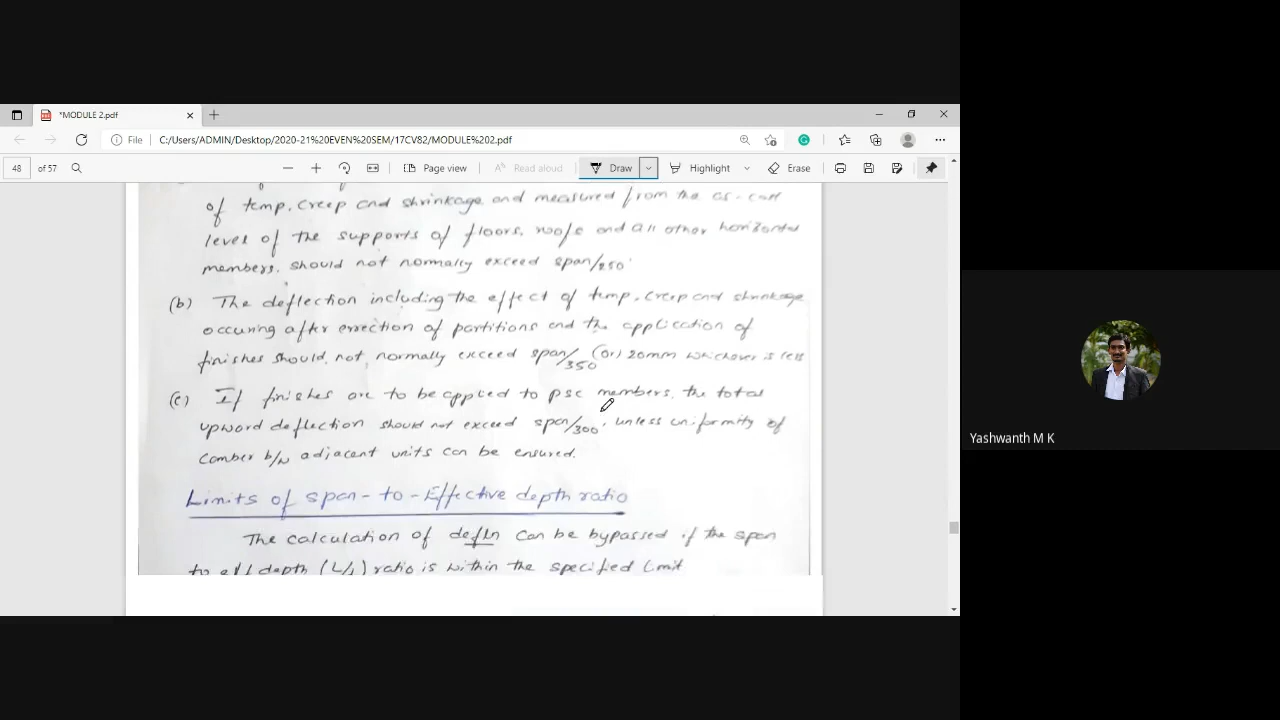 *MODULE 2.pdf
File
C:/Users/ADMIN/Desktop/2020-21%20EVEN%20SEM/17CV82/MODULE%202.pdf
48 of 57
Page view
Read aloud
Draw
Highlight
Erase
of temp. creep and shrinkage and measured from the as-cast
level of the supports of floors, roofs and all other horizontal
members. should not normally exceed span/250.
(b) The deflection including the effect of temp. creep and shrinkage
occuring after errection of partitions and the application of
finishes should not, normally exceed span/350 (or) 20mm whichever is less
(c) If finishes are to be applied to psc members, the total
upward deflection should not exceed span/300, unless uniformity of
camber b/w adjacent units can be ensured.
Limits of span-to-Effective depth ratio
The calculation of defln can be bypassed if the span
to eff depth (L/d) ratio is within the specified limit
Yashwanth M K